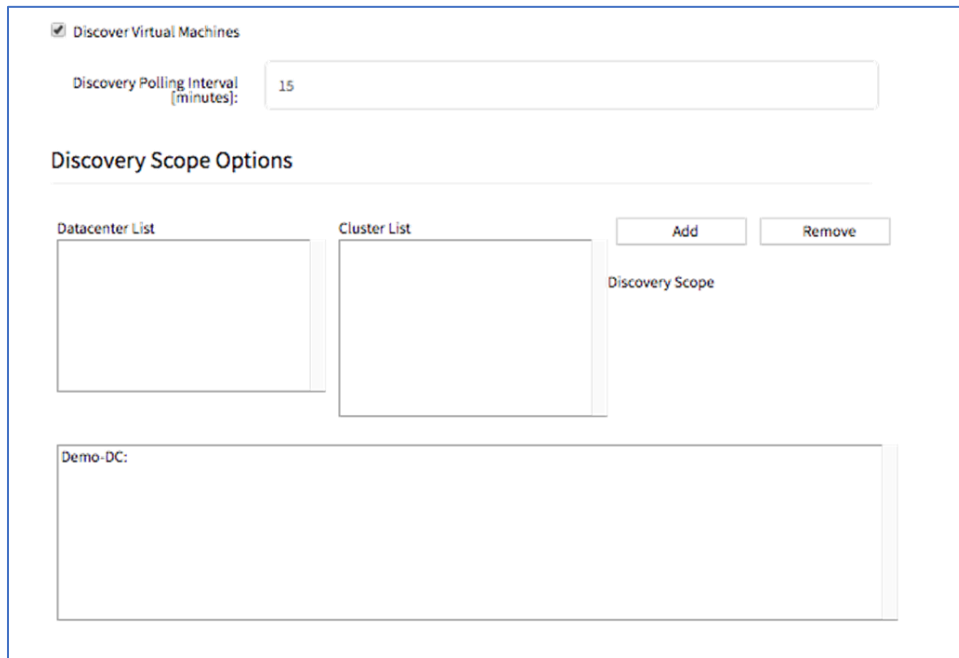 Discover Virtual Machines
Discovery Polling Interval
[minutes]:
15
Discovery Scope Options
Datacenter List
Cluster List
Add
Remove
Discovery Scope
Demo-DC: